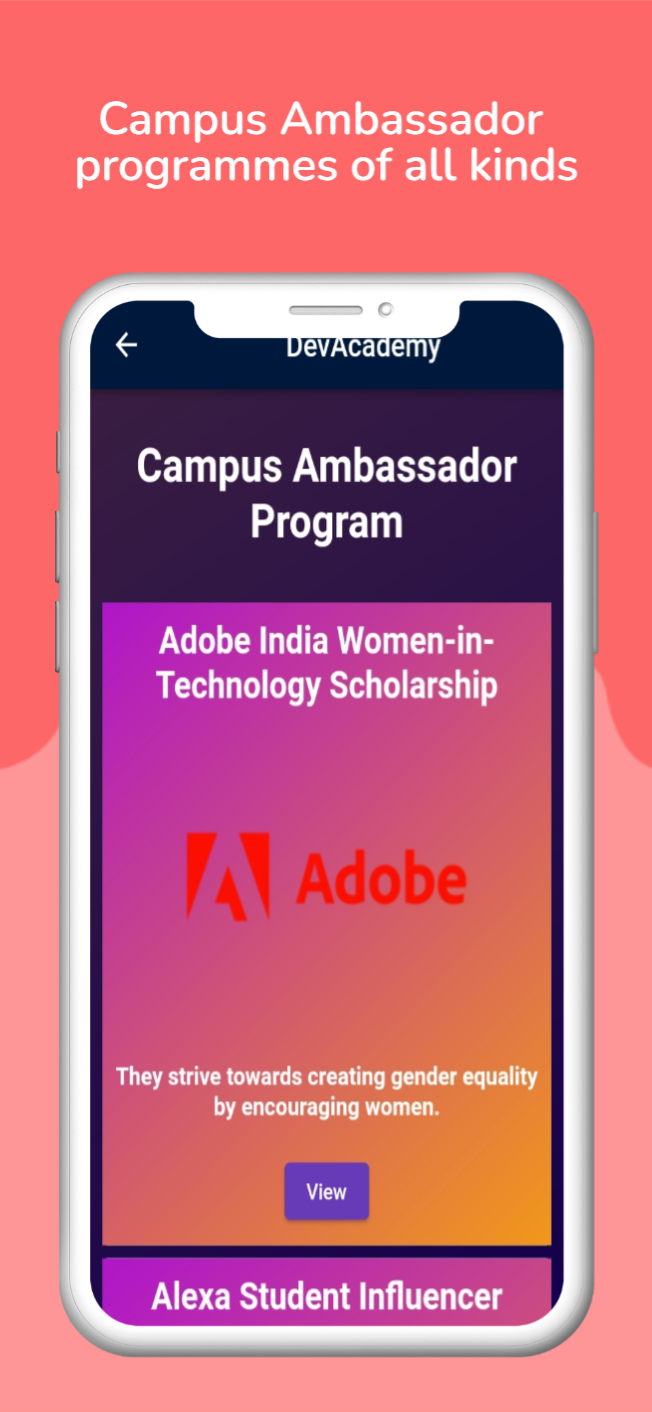 Campus Ambassador
programmes of all kinds
DevAcademy
Campus Ambassador
Program
Adobe India Women-in-
Technology Scholarship
Adobe
They strive towards creating gender equality
by encouraging women.
View
Alexa Student Influencer